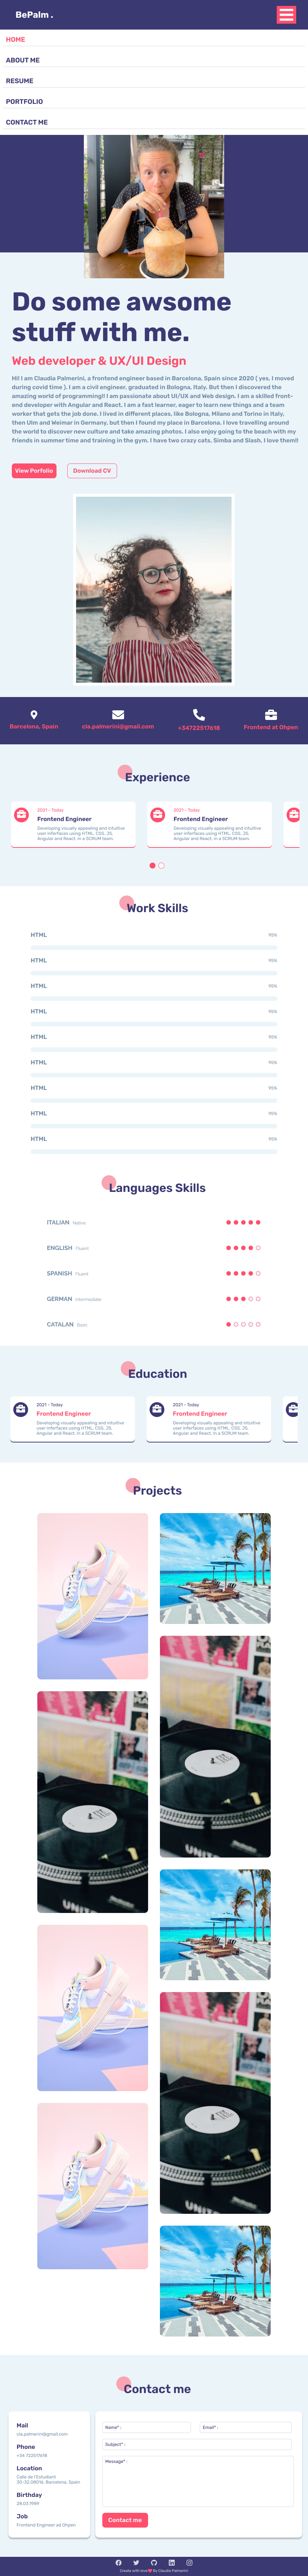 BePalm .
HOME
ABOUT ME
RESUME
PORTFOLIO
CONTACT ME
Do some awsome
stuff with me.
Web developer & UX/UI Design
Hi! I am Claudia Palmerini, a frontend engineer based in Barcelona, Spain since 2020 ( yes, I moved
during covid time ). I am a civil engineer, graduated in Bologna, Italy. But then I discovered the
amazing world of programming!! I am passionate about UI/UX and Web design. I am a skilled front-
end developer with Angular and React. I am a fast learner, eager to learn new things and a team
worker that gets the job done. I lived in different places, like Bologna, Milano and Torino in Italy,
then Ulm and Weimar in Germany, but then I found my place in Barcelona. I love travelling around
the world to discover new culture and take amazing photos. I also enjoy going to the beach with my
friends in summer time and training in the gym. I have two crazy cats, Simba and Slash, I love them!!
View Porfolio
Download CV
Barcelona, Spain
cla.palmerini@gmail.com
+34722517618
Frontend at Ohpen
Experience
2021 - Today
Frontend Engineer
Developing visually appealing and intuitive
user interfaces using HTML, CSS, JS,
Angular and React, in a SCRUM team.
2021 - Today
Frontend Engineer
Developing visually appealing and intuitive
user interfaces using HTML, CSS, JS,
Angular and React, in a SCRUM team.
Work Skills
HTML 95%
HTML 95%
HTML 95%
HTML 95%
HTML 95%
HTML 95%
HTML 95%
HTML 95%
HTML 95%
Languages Skills
ITALIAN Native
ENGLISH Fluent
SPANISH Fluent
GERMAN Intermediate
CATALAN Basic
Education
2021 - Today
Frontend Engineer
Developing visually appealing and intuitive
user interfaces using HTML, CSS, JS,
Angular and React, in a SCRUM team.
2021 - Today
Frontend Engineer
Developing visually appealing and intuitive
user interfaces using HTML, CSS, JS,
Angular and React, in a SCRUM team.
Projects
Contact me
Mail
cla.palmerini@gmail.com
Phone
+34 722517618
Location
Calle de l'Estudiant
30-32,08016, Barcelona, Spain
Birthday
28.03.1989
Job
Frontend Engineer ad Ohpen
Name* :
Email* :
Subject* :
Message* :
Contact me
Create with love❤️ By Claudia Palmerini